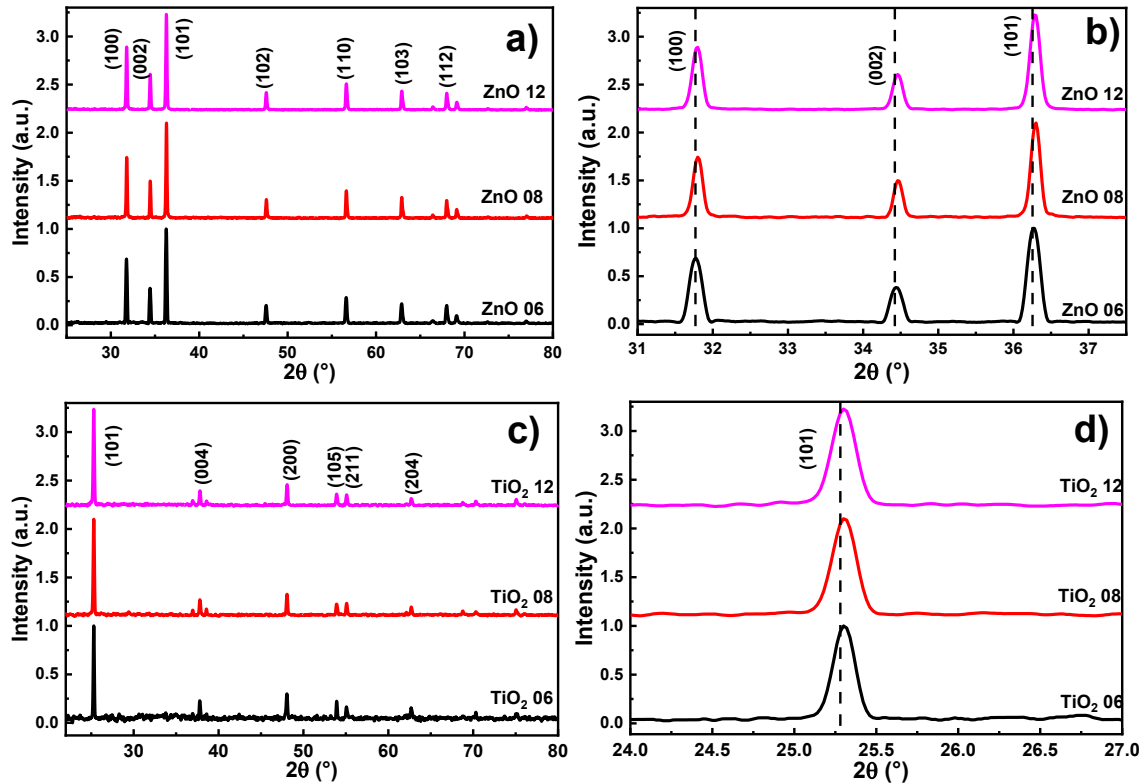 a)
(100)
(002)
(101)
(102)
(110)
(103)
(112)
ZnO 12
ZnO 08
ZnO 06
3.0
2.5
2.0
1.5
1.0
0.5
0.0
Intensity (a.u.)
30 40 50 60 70 80
2θ (°)
b)
(100)
(002)
(101)
ZnO 12
ZnO 08
ZnO 06
3.0
2.5
2.0
1.5
1.0
0.5
0.0
Intensity (a.u.)
31 32 33 34 35 36 37
2θ (°)
c)
(101)
(004)
(200)
(105)
(211)
(204)
TiO₂ 12
TiO₂ 08
TiO₂ 06
3.0
2.5
2.0
1.5
1.0
0.5
0.0
Intensity (a.u.)
30 40 50 60 70 80
2θ (°)
d)
(101)
TiO₂ 12
TiO₂ 08
TiO₂ 06
3.0
2.5
2.0
1.5
1.0
0.5
0.0
Intensity (a.u.)
24.0 24.5 25.0 25.5 26.0 26.5 27.0
2θ (°)